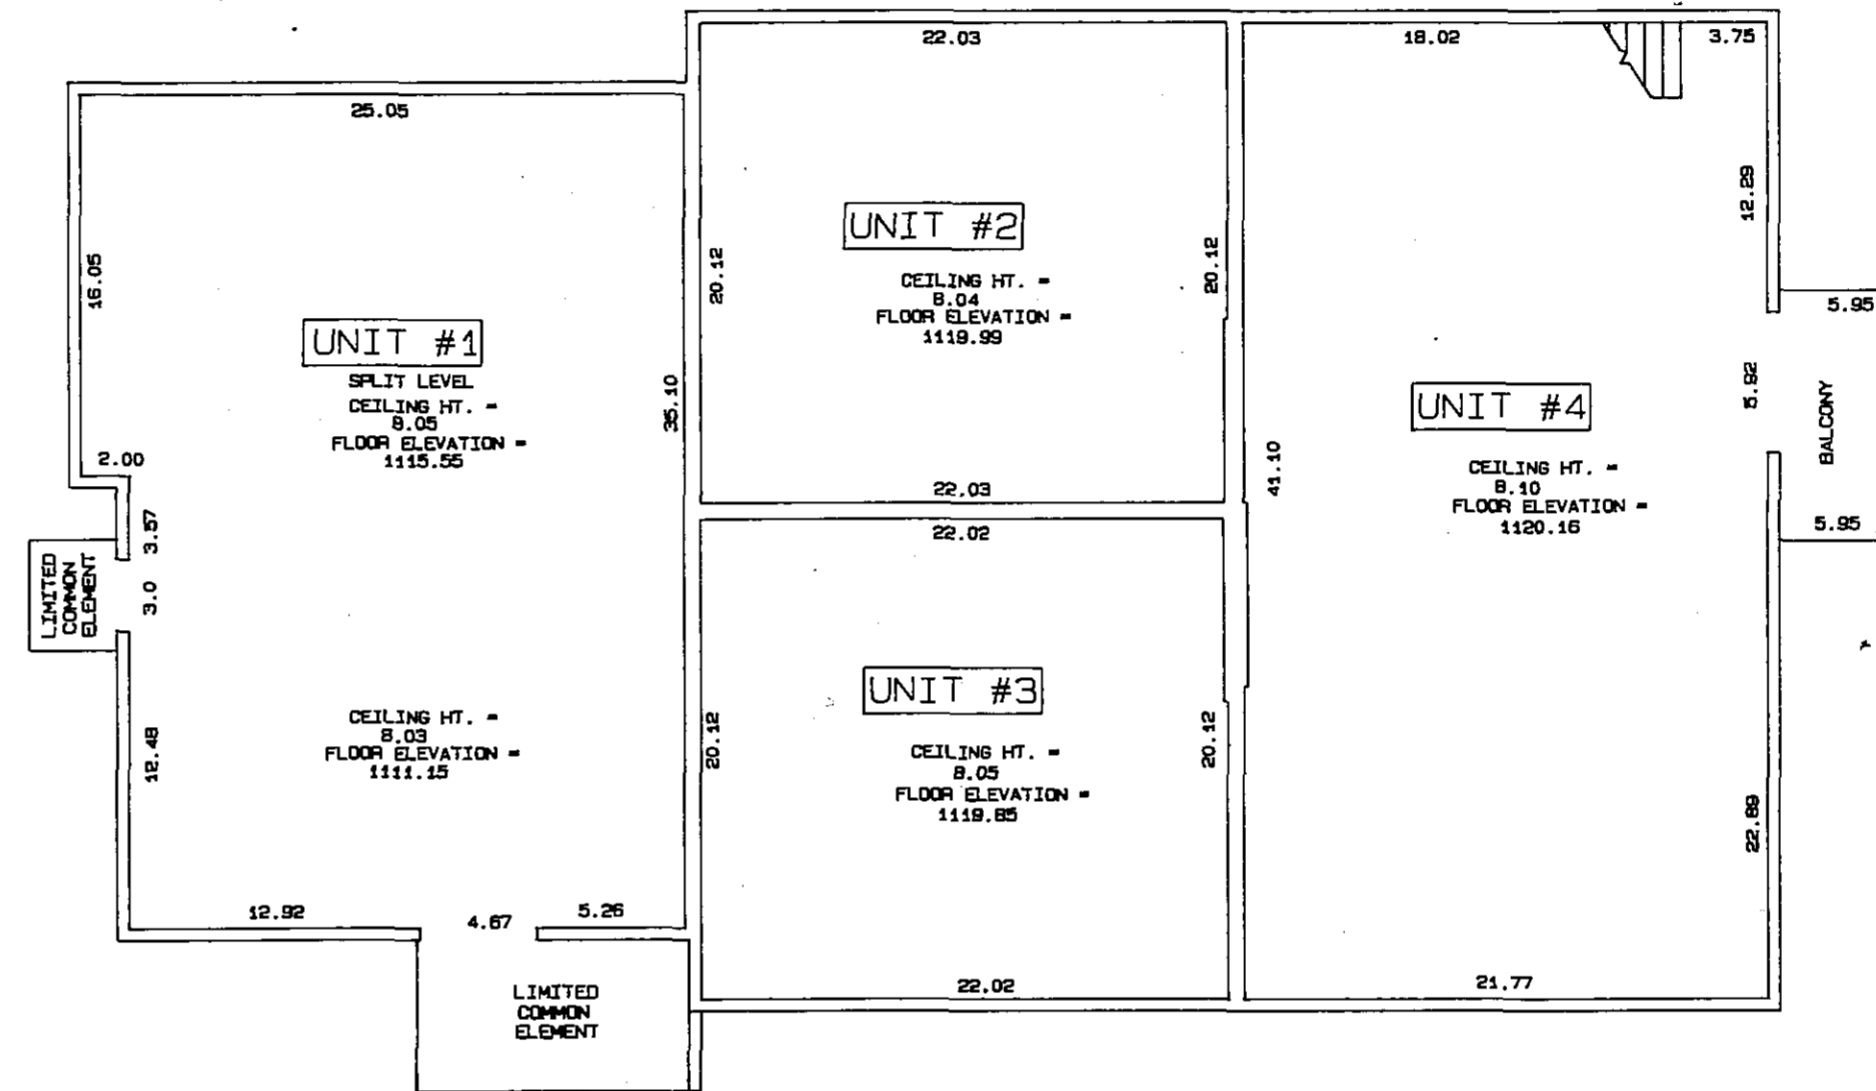 22.03
18.02
3.75
25.05
12.29
16.05
UNIT #2
20.12
20.12
CEILING HT. =
8.04
FLOOR ELEVATION =
1119.99
5.95
UNIT #1
SPLIT LEVEL
CEILING HT. =
8.05
FLOOR ELEVATION =
1115.55
35.10
5.92
BALCONY
UNIT #4
CEILING HT. =
8.10
FLOOR ELEVATION =
1120.16
41.10
2.00
22.03
3.57
22.02
5.95
LIMITED
COMMON
ELEMENT
3.0
UNIT #3
CEILING HT. =
8.03
FLOOR ELEVATION =
1111.15
12.48
20.12
20.12
CEILING HT. =
8.05
FLOOR ELEVATION =
1119.85
22.89
12.92
4.67
5.26
22.02
21.77
LIMITED
COMMON
ELEMENT